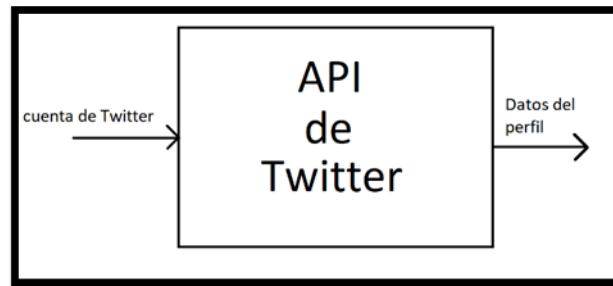 cuenta de Twitter
API
de
Twitter
Datos del
perfil